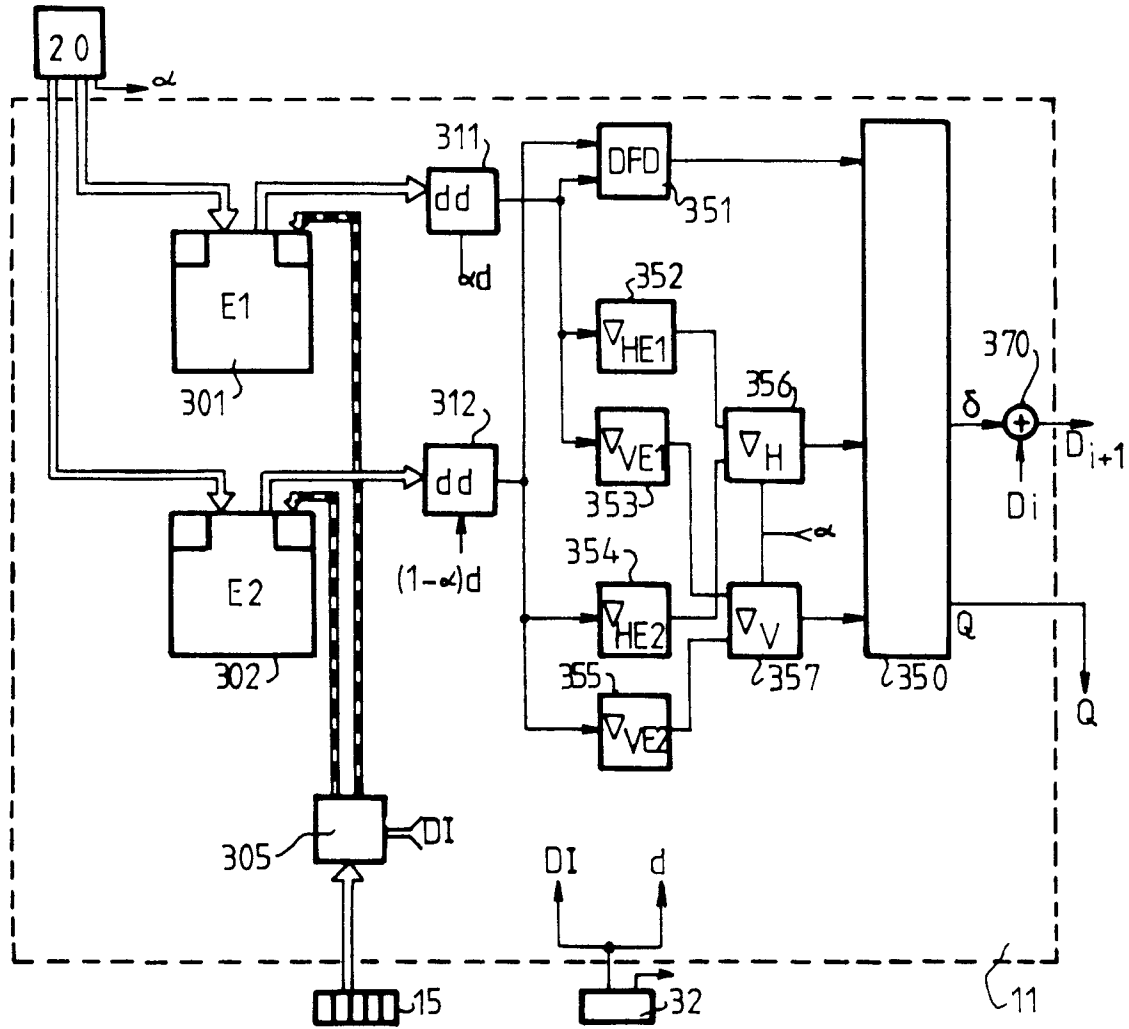 20
α
311
dd
αd
DFD
351
E1
301
352
∇HE1
370
312
dd
(1-α)d
∇VE1
353
356
∇H
δ
Di+1
Di
α
E2
302
354
∇HE2
∇V
357
350
Q
Q
355
∇VE2
305
DI
DI
d
15
32
11